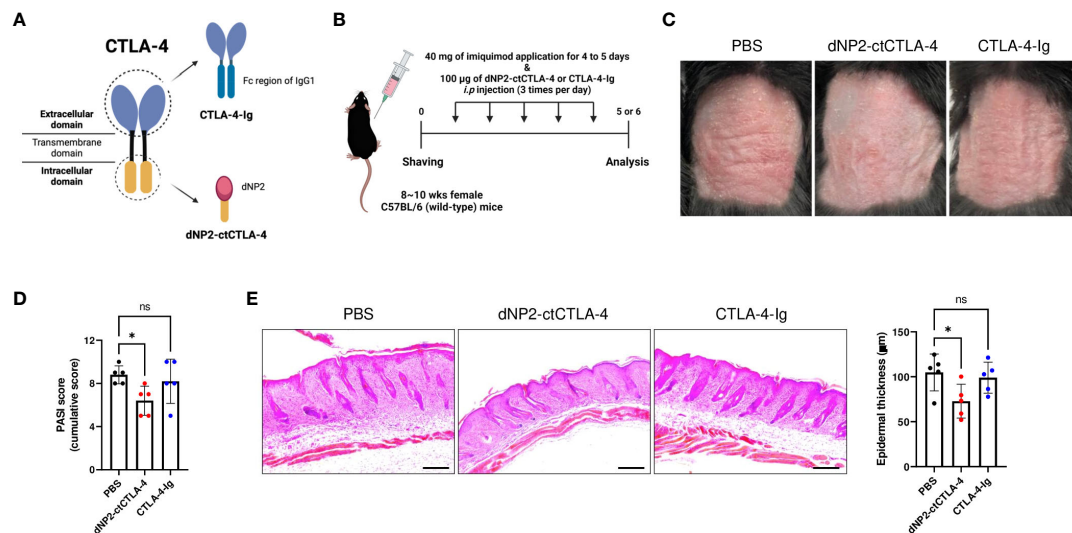 A
CTLA-4
Extracellular
domain
Transmembrane
domain
Intracellular
domain
Fc region of IgG1
CTLA-4-Ig
dNP2
dNP2-ctCTLA-4
B
40 mg of imiquimod application for 4 to 5 days
&
100 μg of dNP2-ctCTLA-4 or CTLA-4-Ig
i.p injection (3 times per day)
0
5 or 6
Shaving
Analysis
8~10 wks female
C57BL/6 (wild-type) mice
C
PBS
dNP2-ctCTLA-4
CTLA-4-Ig
D
ns
*
12
8
4
0
PASI score
(cumulative score)
PBS
dNP2-ctCTLA-4
CTLA-4-Ig
E
PBS
dNP2-ctCTLA-4
CTLA-4-Ig
ns
*
150
100
50
0
Epidermal thickness (μm)
PBS
dNP2-ctCTLA-4
CTLA-4-Ig